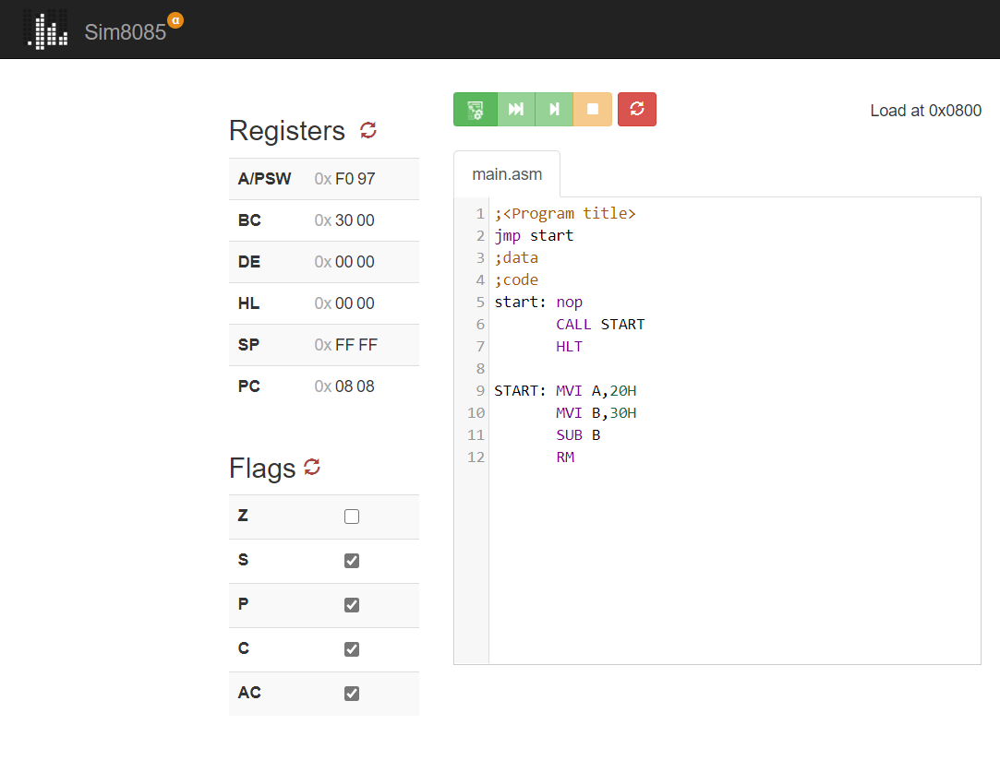 Sim8085 α
Registers
A/PSW 0x F0 97
BC 0x 30 00
DE 0x 00 00
HL 0x 00 00
SP 0x FF FF
PC 0x 08 08
Flags
Z
S
P
C
AC
Load at 0x0800
main.asm
1 ;<Program title>
2 jmp start
3 ;data
4 ;code
5 start: nop
6 CALL START
7 HLT
8
9 START: MVI A,20H
10 MVI B,30H
11 SUB B
12 RM